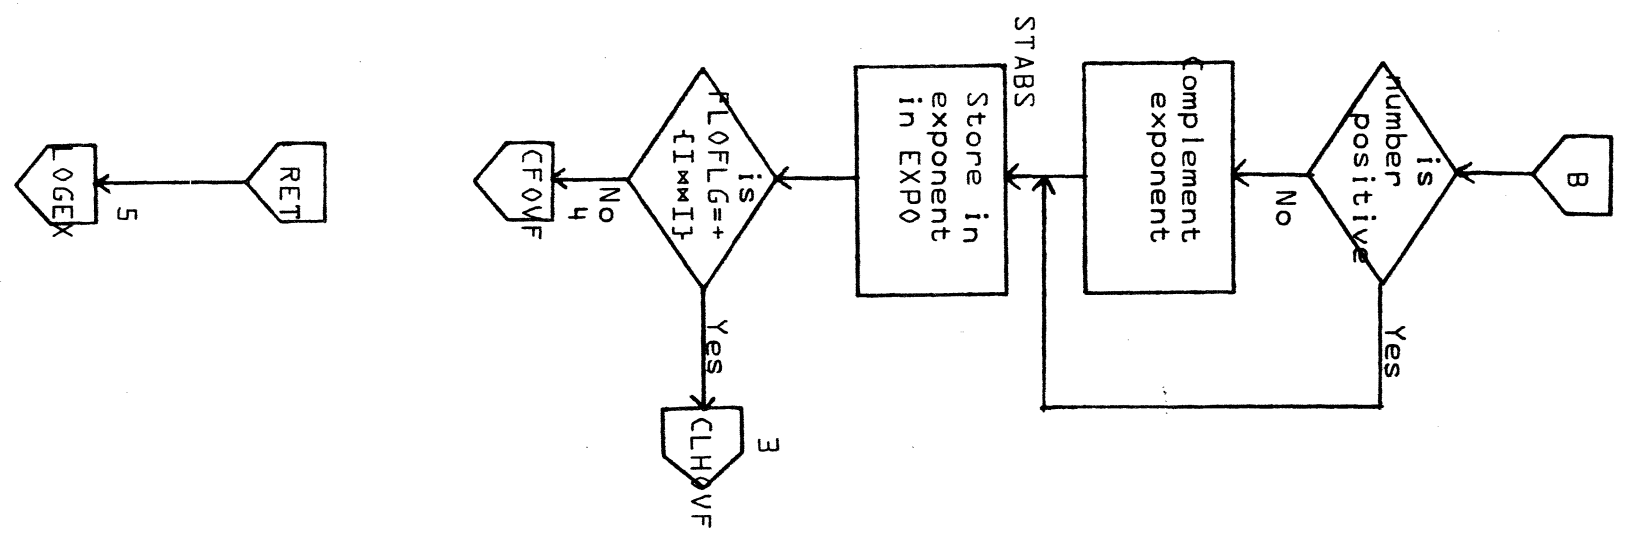 B
is
number
positive
Yes
No
Complement
exponent
STABS
Store in
exponent
in EXPO
is
FLOFLG=+
{I⋈⋈I}
Yes
3
CLHOVF
No
4
CFOVF
RET
5
LOGEX